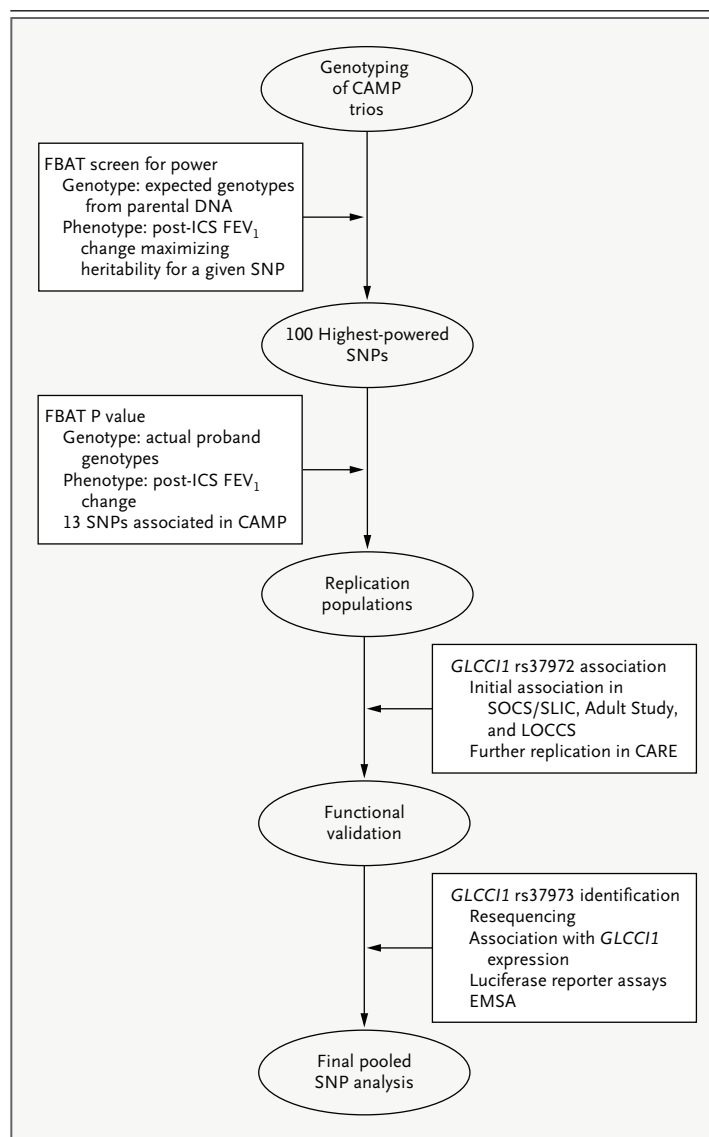 Genotyping
of CAMP
trios
FBAT screen for power
Genotype: expected genotypes
from parental DNA
Phenotype: post-ICS FEV1
change maximizing
heritability for a given SNP
100 Highest-powered
SNPs
FBAT P value
Genotype: actual proband
genotypes
Phenotype: post-ICS FEV1
change
13 SNPs associated in CAMP
Replication
populations
GLCCI1 rs37972 association
Initial association in
SOCS/SLIC, Adult Study,
and LOCCS
Further replication in CARE
Functional
validation
GLCCI1 rs37973 identification
Resequencing
Association with GLCCI1
expression
Luciferase reporter assays
EMSA
Final pooled
SNP analysis